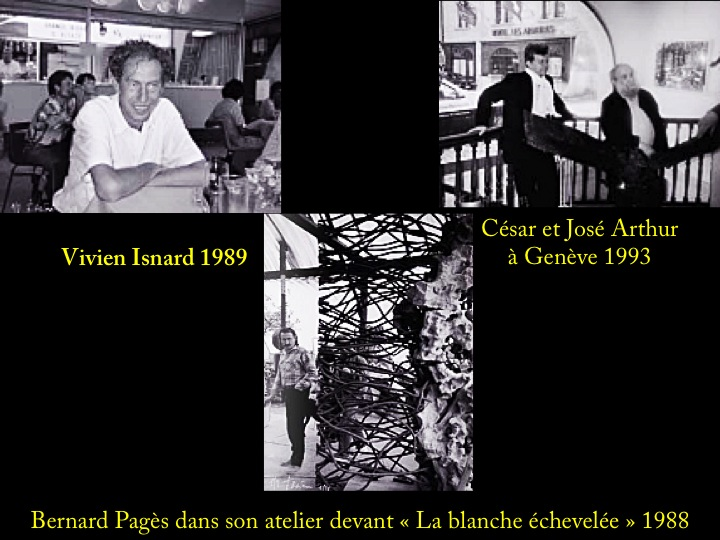 César et José Arthur
à Genève 1993
Vivien Isnard 1989
Bernard Pagès dans son atelier devant « La blanche échevelée » 1988